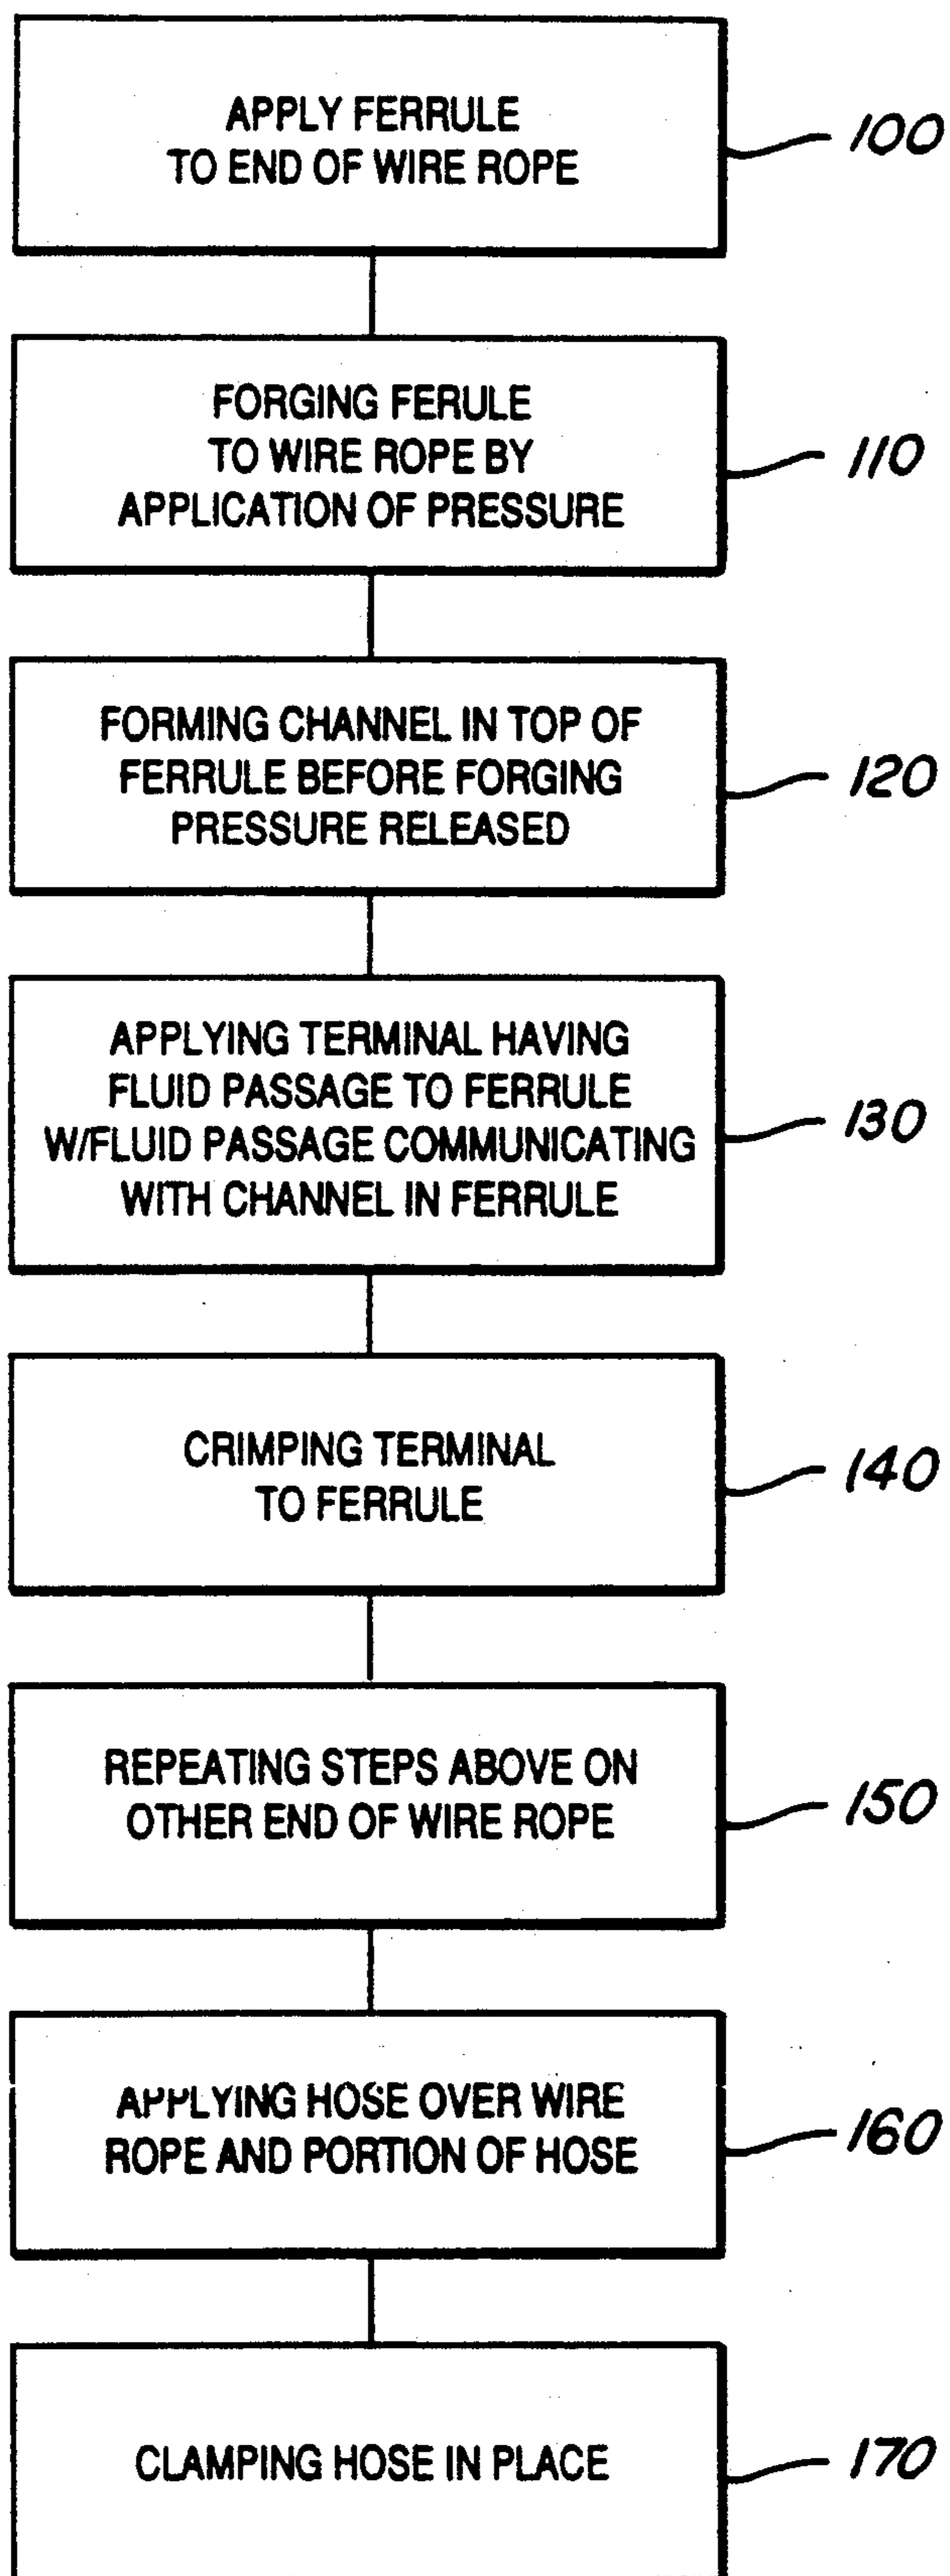 APPLY FERRULE
TO END OF WIRE ROPE
100
FORGING FERULE
TO WIRE ROPE BY
APPLICATION OF PRESSURE
110
FORMING CHANNEL IN TOP OF
FERRULE BEFORE FORGING
PRESSURE RELEASED
120
APPLYING TERMINAL HAVING
FLUID PASSAGE TO FERRULE
W/FLUID PASSAGE COMMUNICATING
WITH CHANNEL IN FERRULE
130
CRIMPING TERMINAL
TO FERRULE
140
REPEATING STEPS ABOVE ON
OTHER END OF WIRE ROPE
150
APPLYING HOSE OVER WIRE
ROPE AND PORTION OF HOSE
160
CLAMPING HOSE IN PLACE
170